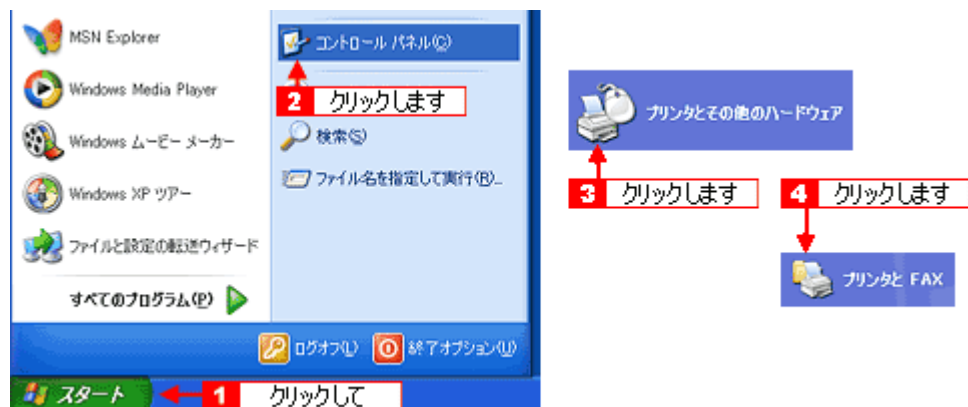 MSN Explorer
Windows Media Player
Windows ムービー メーカー
Windows XP ツアー
ファイルと設定の転送ウィザード
すべてのプログラム(P)
コントロール パネル(C)
2 クリックします
検索(S)
ファイル名を指定して実行(R)...
ログオフ(L)
終了オプション(U)
スタート
1 クリックして
プリンタとその他のハードウェア
3 クリックします
4 クリックします
プリンタと FAX